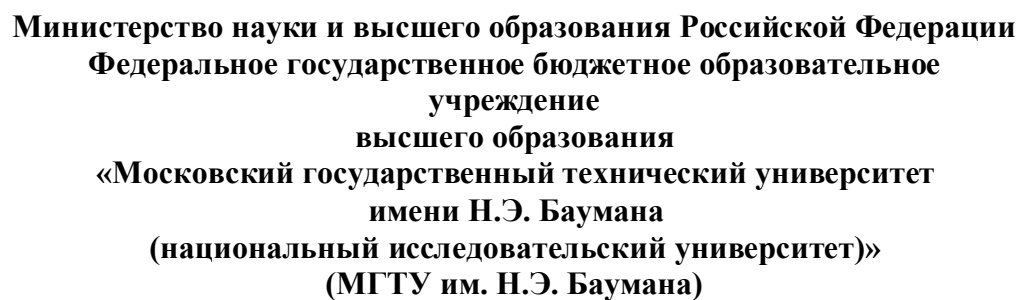 Министерство науки и высшего образования Российской Федерации
Федеральное государственное бюджетное образовательное
учреждение
высшего образования
«Московский государственный технический университет
имени Н.Э. Баумана
(национальный исследовательский университет)»
(МГТУ им. Н.Э. Баумана)